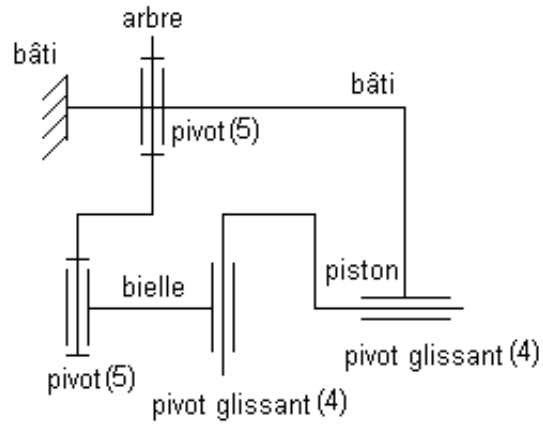 arbre
bâti
bâti
pivot (5)
piston
bielle
pivot glissant (4)
pivot (5)
pivot glissant (4)